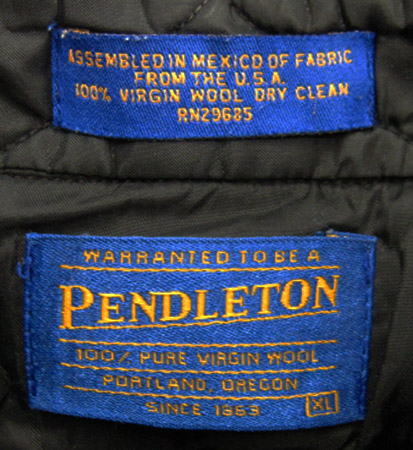 ASSEMBLED IN MEXICO OF FABRIC
FROM THE U.S.A.
100% VIRGIN WOOL DRY CLEAN
RN29685
WARRANTED TO BE A
PENDLETON
100% PURE VIRGIN WOOL
PORTLAND, OREGON
SINCE 1863 XL